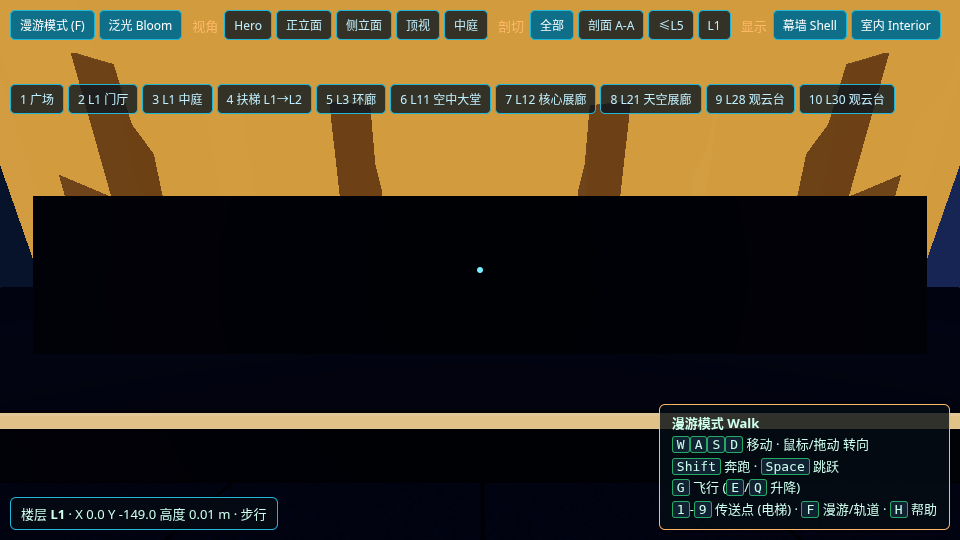 漫游模式 (F) 泛光 Bloom 视角 Hero 正立面 侧立面 顶视 中庭 剖切 全部 剖面 A-A ≤L5 L1 显示 幕墙 Shell 室内 Interior
1 广场 2 L1 门厅 3 L1 中庭 4 扶梯 L1→L2 5 L3 环廊 6 L11 空中大堂 7 L12 核心展廊 8 L21 天空展廊 9 L28 观云台 10 L30 观云台
漫游模式 Walk
W A S D 移动 · 鼠标/拖动 转向
Shift 奔跑 · Space 跳跃
G 飞行 (E/Q 升降)
1-9 传送点 (电梯) · F 漫游/轨道 · H 帮助
楼层 L1 · X 0.0 Y -149.0 高度 0.01 m · 步行